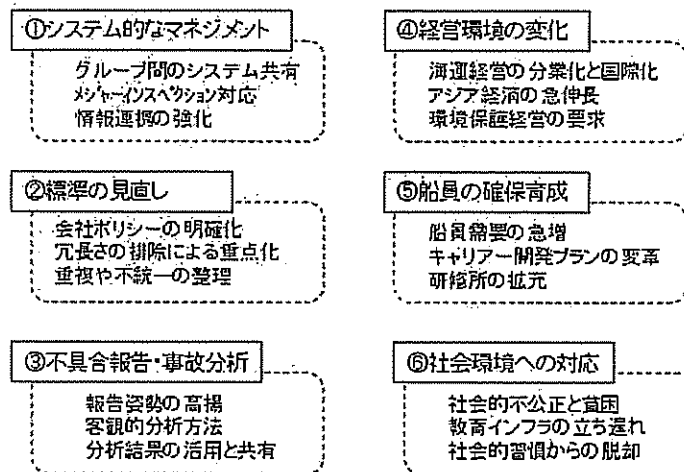 ①システム的なマネジメント
グループ間のシステム共有
メジャーインスペクション対応
情報連携の強化
②標準の見直し
会社ポリシーの明確化
冗長さの排除による重点化
重複や不統一の整理
③不具合報告・事故分析
報告姿勢の高揚
客観的分析方法
分析結果の活用と共有
④経営環境の変化
海運経営の分業化と国際化
アジア経済の急伸長
環境保護経営の要求
⑤船員の確保育成
船員需要の急増
キャリアー開発プランの変革
研修所の拡充
⑥社会環境への対応
社会的不公正と貧困
教育インフラの立ち遅れ
社会的習慣からの脱却